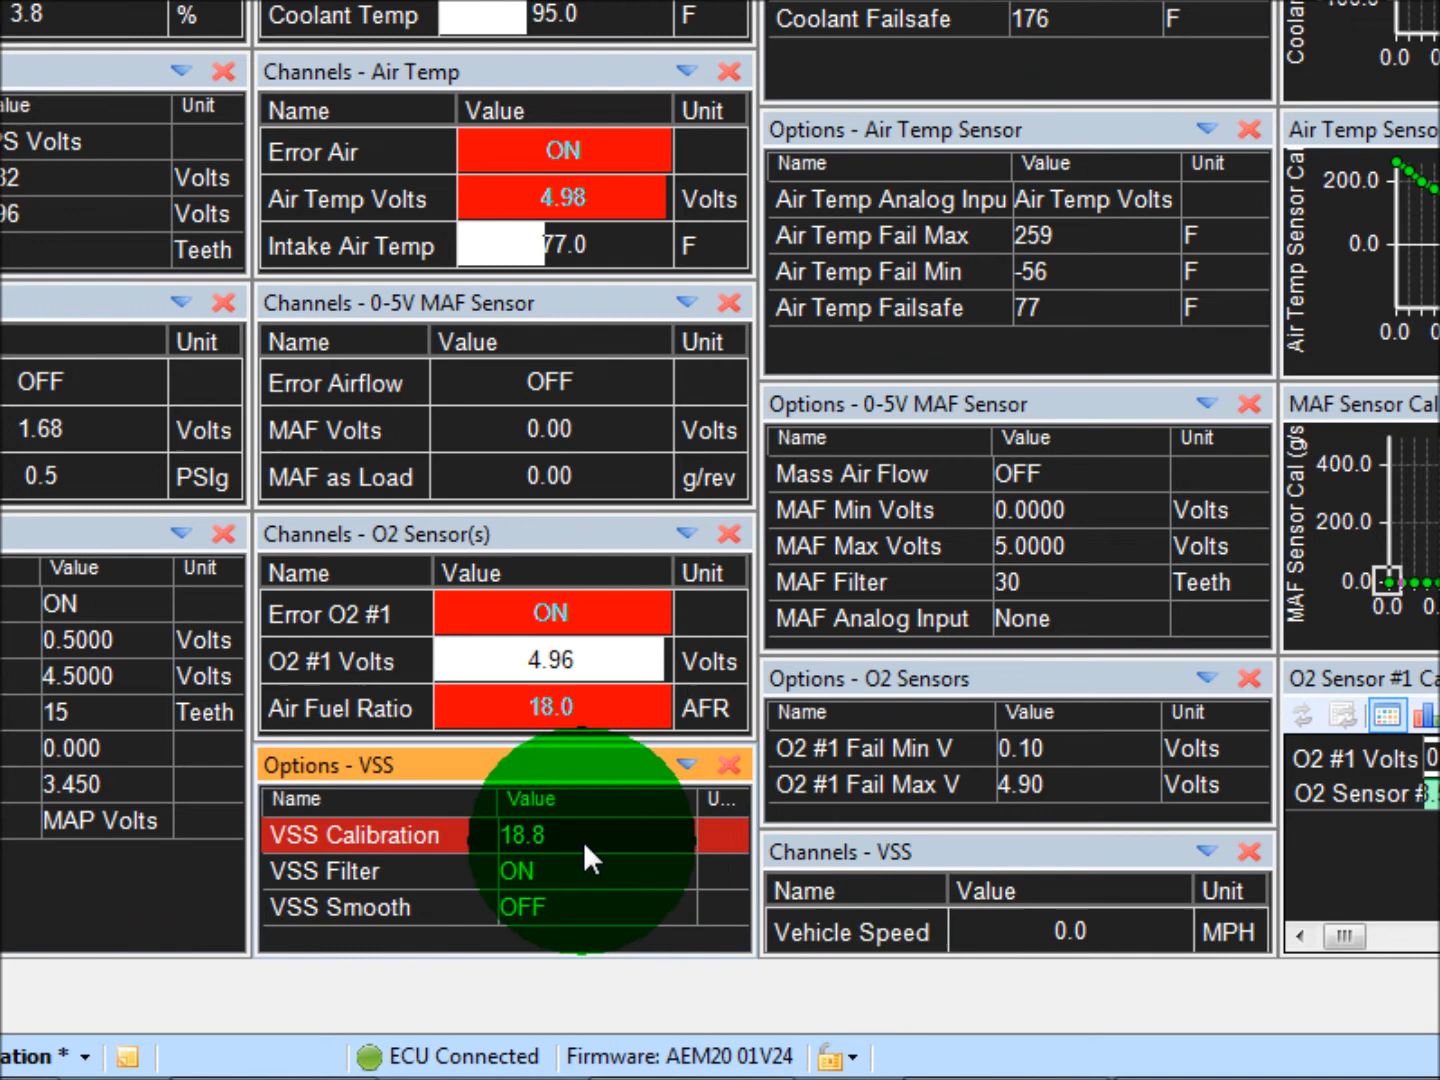 3.8 %
alue Unit
S Volts
32 Volts
96 Volts
Teeth
Unit
OFF
1.68 Volts
0.5 PSIg
Value Unit
ON
0.5000 Volts
4.5000 Volts
15 Teeth
0.000
3.450
MAP Volts
Coolant Temp 95.0 F
Channels - Air Temp
Name Value Unit
Error Air ON
Air Temp Volts 4.98 Volts
Intake Air Temp 77.0 F
Channels - 0-5V MAF Sensor
Name Value Unit
Error Airflow OFF
MAF Volts 0.00 Volts
MAF as Load 0.00 g/rev
Channels - O2 Sensor(s)
Name Value Unit
Error O2 #1 ON
O2 #1 Volts 4.96 Volts
Air Fuel Ratio 18.0 AFR
Options - VSS
Name Value U...
VSS Calibration 18.8
VSS Filter ON
VSS Smooth OFF
Coolant Failsafe 176 F
Options - Air Temp Sensor
Name Value Unit
Air Temp Analog Inpu Air Temp Volts
Air Temp Fail Max 259 F
Air Temp Fail Min -56 F
Air Temp Failsafe 77 F
Options - 0-5V MAF Sensor
Name Value Unit
Mass Air Flow OFF
MAF Min Volts 0.0000 Volts
MAF Max Volts 5.0000 Volts
MAF Filter 30 Teeth
MAF Analog Input None
Options - O2 Sensors
Name Value Unit
O2 #1 Fail Min V 0.10 Volts
O2 #1 Fail Max V 4.90 Volts
Channels - VSS
Name Value Unit
Vehicle Speed 0.0 MPH
Coolan
0.0 0
Air Temp Senso
Air Temp Sensor Cal
200.0
0.0
0.0 0
MAF Sensor Cal
MAF Sensor Cal (g/s
400.0
200.0
0.0
0.0 0.
O2 Sensor #1 Ca
O2 #1 Volts 0
O2 Sensor #
ation *
ECU Connected
Firmware: AEM20 01V24